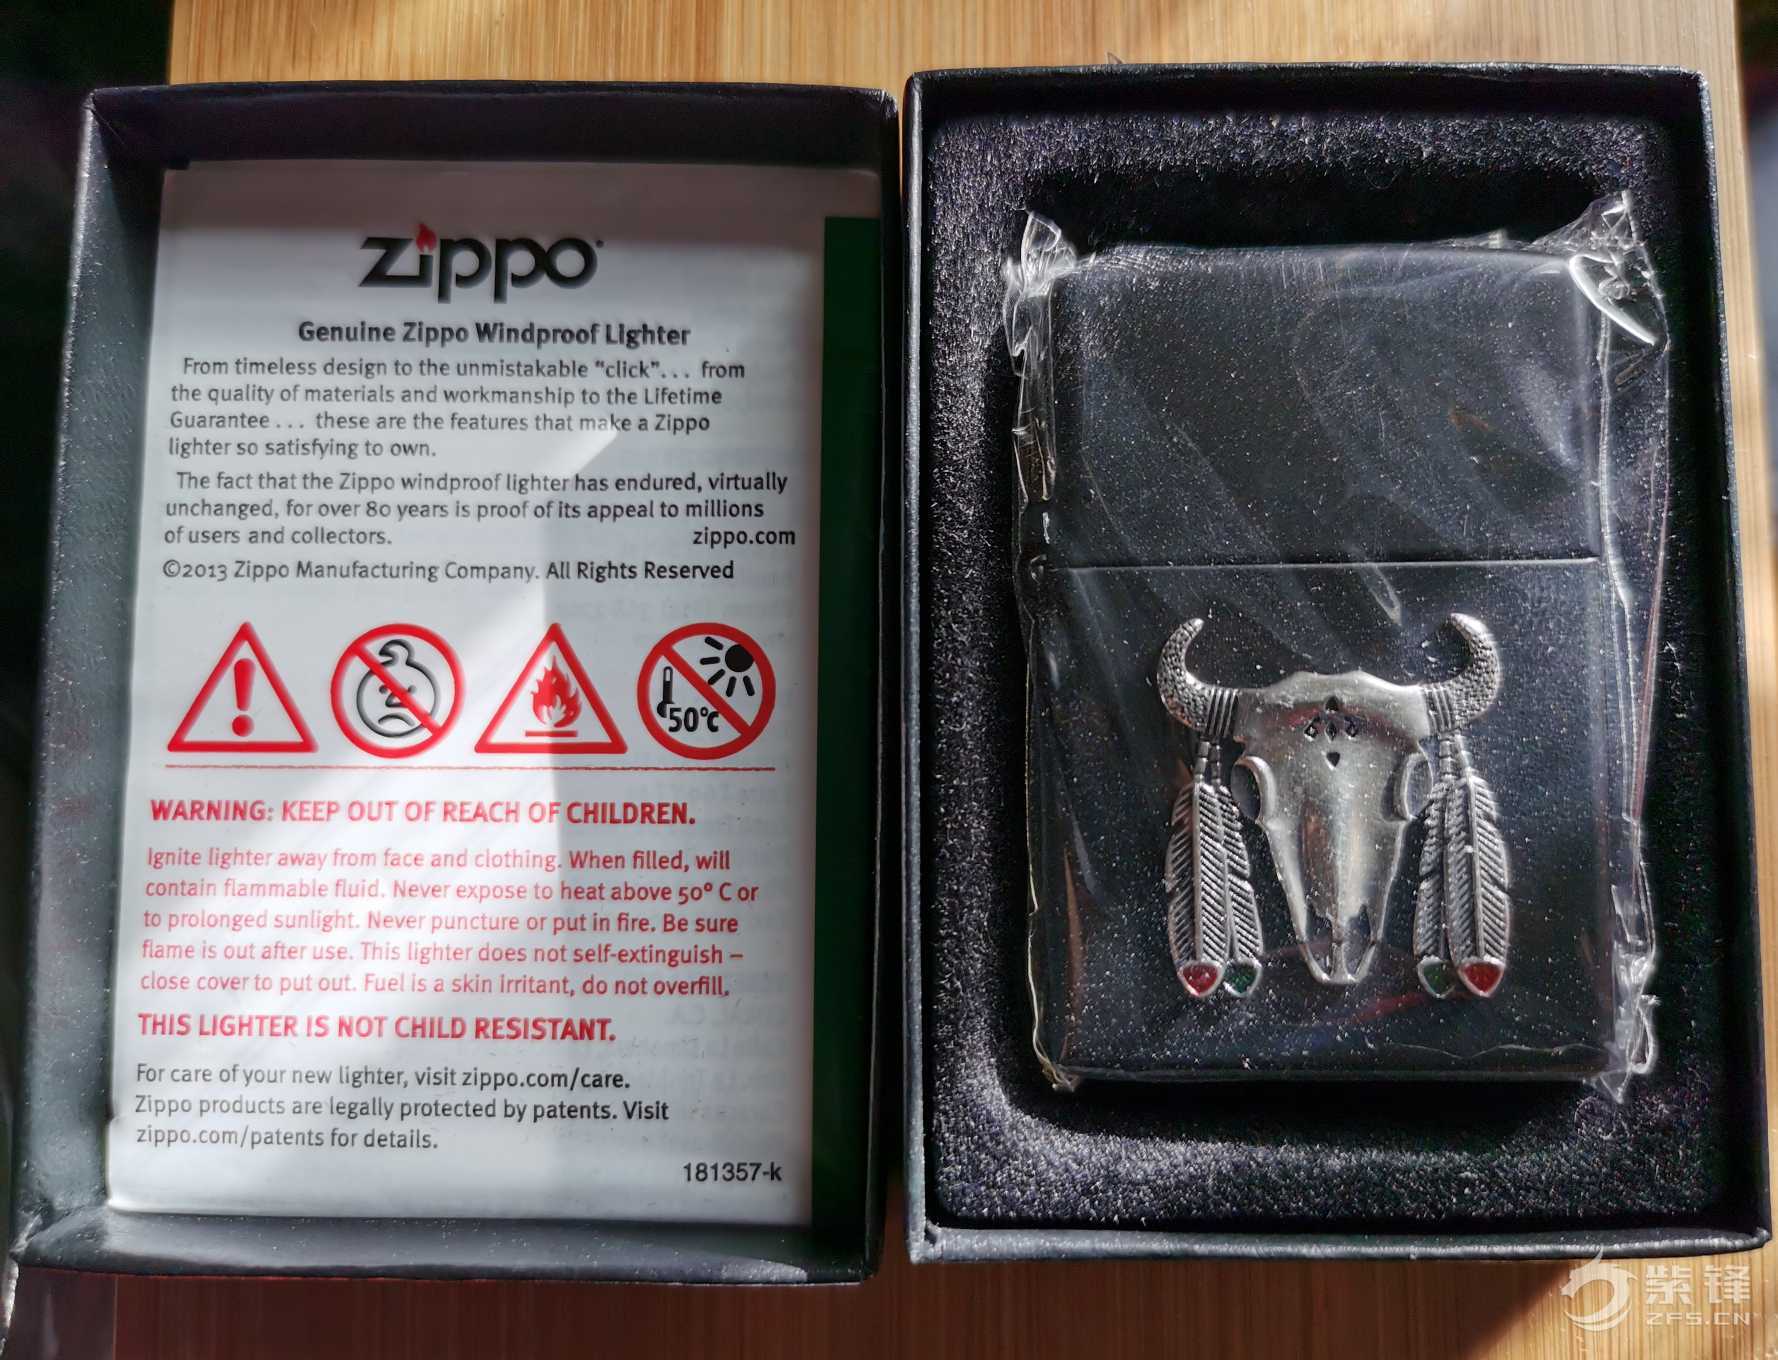 zippo
Genuine Zippo Windproof Lighter
From timeless design to the unmistakable “click”... from
the quality of materials and workmanship to the Lifetime
Guarantee ... these are the features that make a Zippo
lighter so satisfying to own.
The fact that the Zippo windproof lighter has endured, virtually
unchanged, for over 80 years is proof of its appeal to millions
of users and collectors. zippo.com
©2013 Zippo Manufacturing Company. All Rights Reserved
50°c
WARNING: KEEP OUT OF REACH OF CHILDREN.
Ignite lighter away from face and clothing. When filled, will
contain flammable fluid. Never expose to heat above 50° C or
to prolonged sunlight. Never puncture or put in fire. Be sure
flame is out after use. This lighter does not self-extinguish –
close cover to put out. Fuel is a skin irritant, do not overfill.
THIS LIGHTER IS NOT CHILD RESISTANT.
For care of your new lighter, visit zippo.com/care.
Zippo products are legally protected by patents. Visit
zippo.com/patents for details.
181357-k
紫锋
ZFS.CN